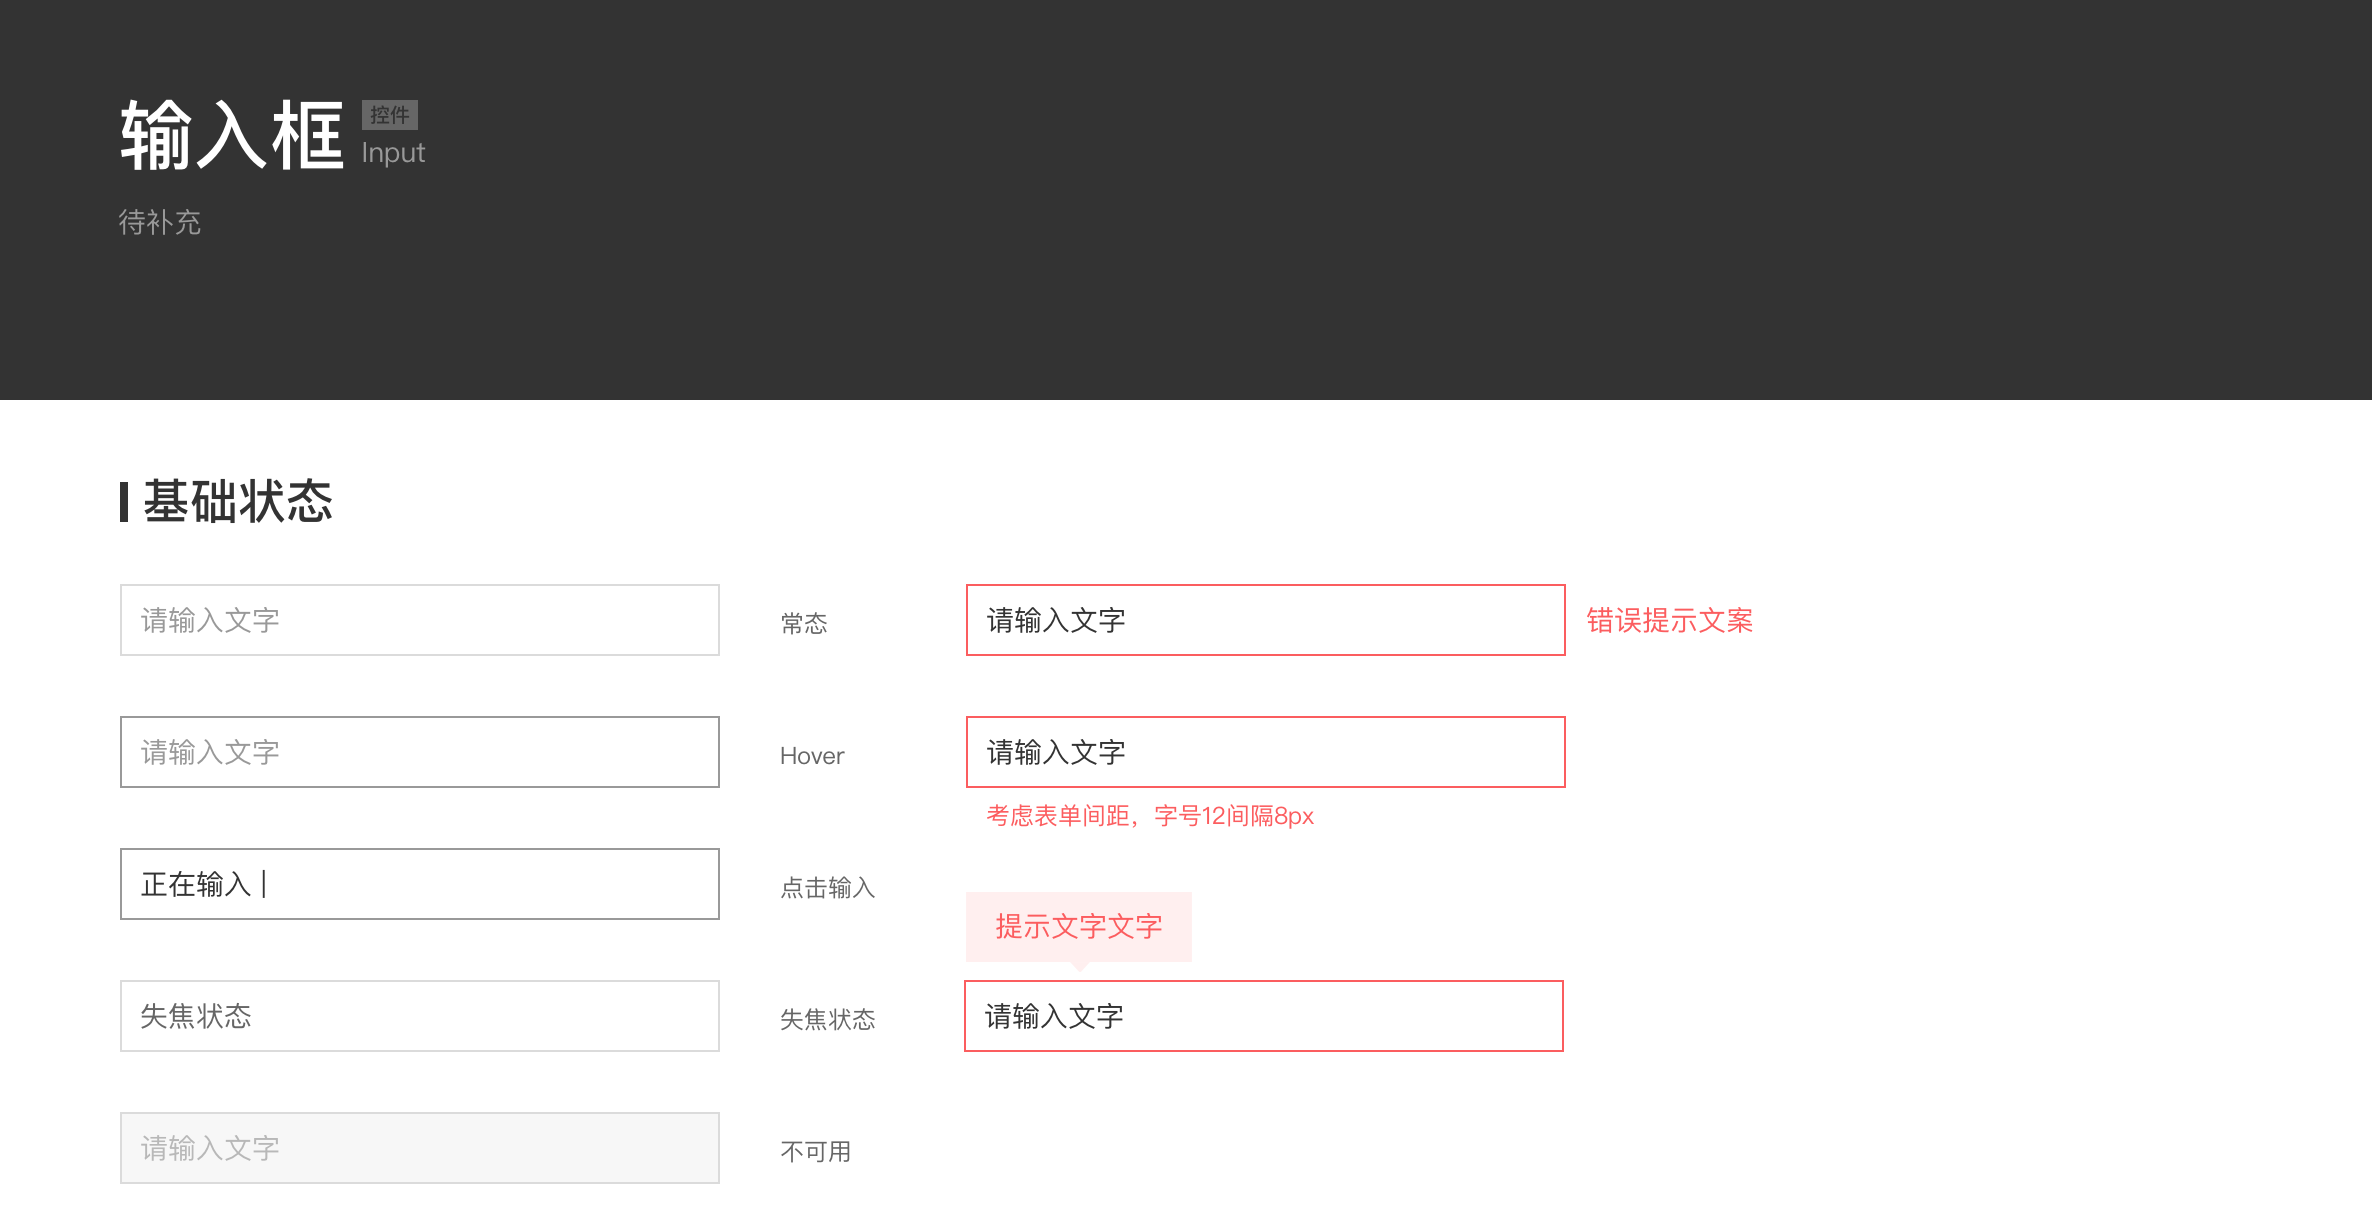 输入框
控件
Input
待补充
基础状态
请输入文字
常态
请输入文字
错误提示文案
请输入文字
Hover
请输入文字
考虑表单间距，字号12间隔8px
正在输入
点击输入
提示文字文字
失焦状态
失焦状态
请输入文字
请输入文字
不可用